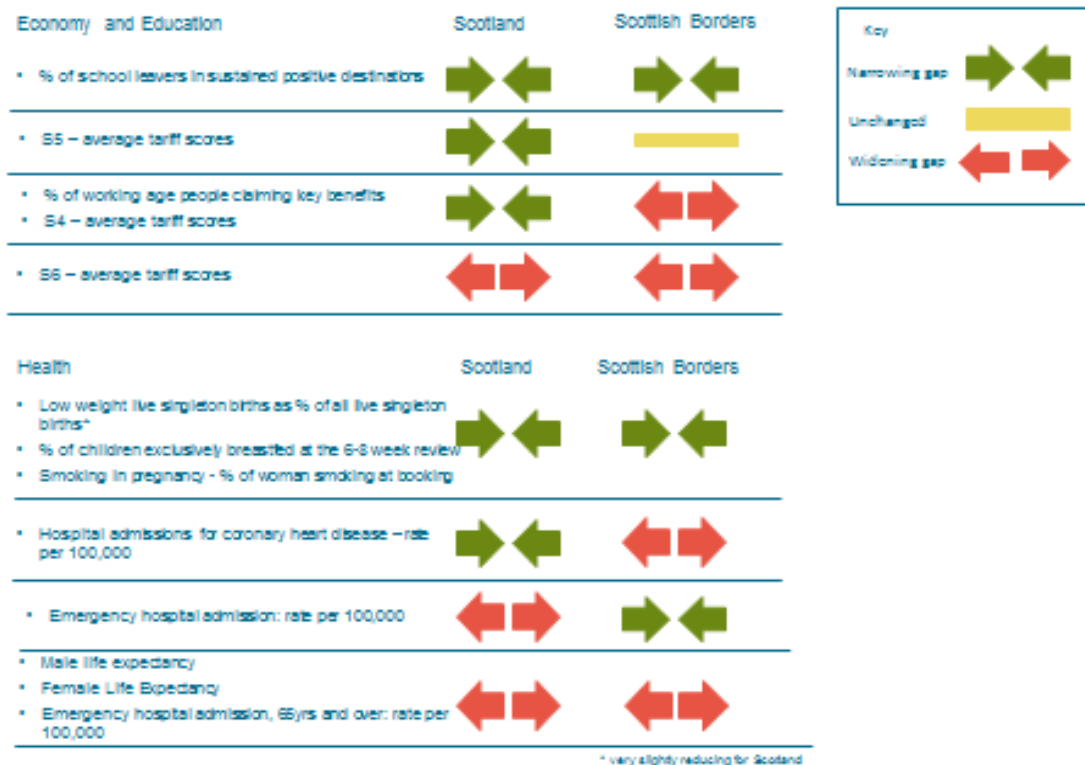 Economy and Education
Scotland
Scottish Borders
% of school leavers in sustained positive destinations
S5 – average tariff scores
% of working age people claiming key benefits
S4 – average tariff scores
S6 – average tariff scores
Key
Narrowing gap
Unchanged
Widening gap
Health
Scotland
Scottish Borders
Low weight live singleton births as % of all live singleton
births*
% of children exclusively breastfed at the 6-8 week review
Smoking in pregnancy - % of woman smoking at booking
Hospital admissions for coronary heart disease – rate
per 100,000
Emergency hospital admission: rate per 100,000
Male life expectancy
Female Life Expectancy
Emergency hospital admission, 65yrs and over: rate per
100,000
* very slightly reducing for Scotland